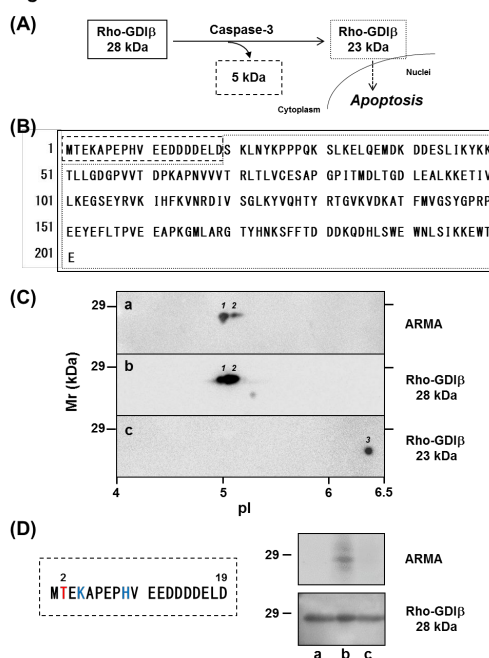 (A)
Rho-GDIβ
28 kDa
Caspase-3
Rho-GDIβ
23 kDa
5 kDa
Nuclei
Cytoplasm
Apoptosis
(B)
1 MTEKAPEPHV EEDDDDELDS KLNYKPPPQK SLKELQEMDK DDESLIKYKK
51 TLLGDGPVVT DPKAPNVVVT RLTLVCESAP GPITMDLTGD LEALKKETIV
101 LKEGSEYRVK IHFKVNRDIV SGLKYVQHTY RTGVKVDKAT FMVGSYGPRP
151 EEYEFLTPVE EAPKGMLARG TYHNKSFFTD DDKQDHLSWE WNLSIKKEWT
201 E
(C)
a
1 2
29
ARMA
b
1 2
29
Rho-GDIβ
28 kDa
c
3
29
Rho-GDIβ
23 kDa
Mr (kDa)
4 5 6 6.5
pI
(D)
2 19
MTEKAPEPHV EEDDDDELD
29
ARMA
29
Rho-GDIβ
28 kDa
a b c